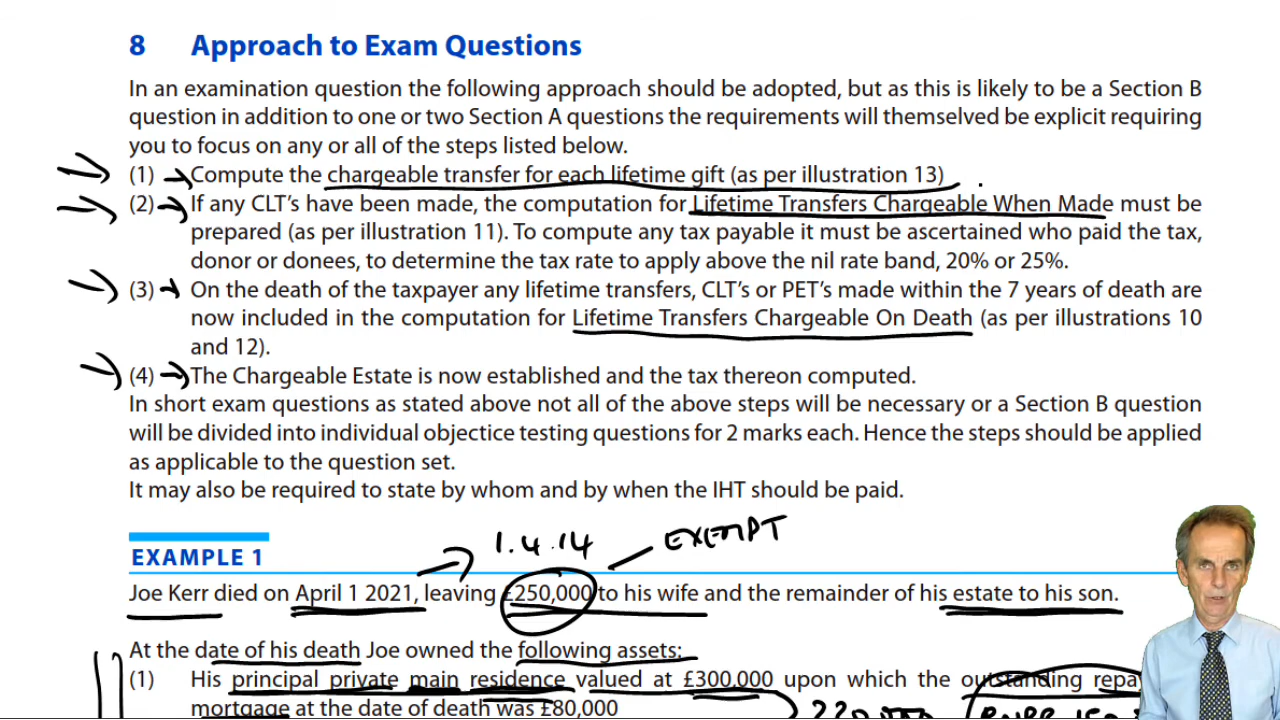 8 Approach to Exam Questions
In an examination question the following approach should be adopted, but as this is likely to be a Section B
question in addition to one or two Section A questions the requirements will themselves be explicit requiring
you to focus on any or all of the steps listed below.
(1) Compute the chargeable transfer for each lifetime gift (as per illustration 13)
(2) If any CLT's have been made, the computation for Lifetime Transfers Chargeable When Made must be
prepared (as per illustration 11). To compute any tax payable it must be ascertained who paid the tax,
donor or donees, to determine the tax rate to apply above the nil rate band, 20% or 25%.
(3) On the death of the taxpayer any lifetime transfers, CLT's or PET's made within the 7 years of death are
now included in the computation for Lifetime Transfers Chargeable On Death (as per illustrations 10
and 12).
(4) The Chargeable Estate is now established and the tax thereon computed.
In short exam questions as stated above not all of the above steps will be necessary or a Section B question
will be divided into individual objectice testing questions for 2 marks each. Hence the steps should be applied
as applicable to the question set.
It may also be required to state by whom and by when the IHT should be paid.
1.4.14 EXEMPT
EXAMPLE 1
Joe Kerr died on April 1 2021, leaving £250,000 to his wife and the remainder of his estate to his son.
At the date of his death Joe owned the following assets:
(1) His principal private main residence valued at £300,000 upon which the outstanding repa
mortgage at the date of death was £80,000